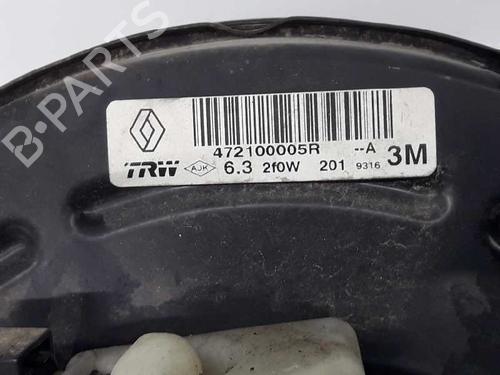 B-PARTS
472100005R --A
TRW AJK 6.3 2f0W 201 9316 3M